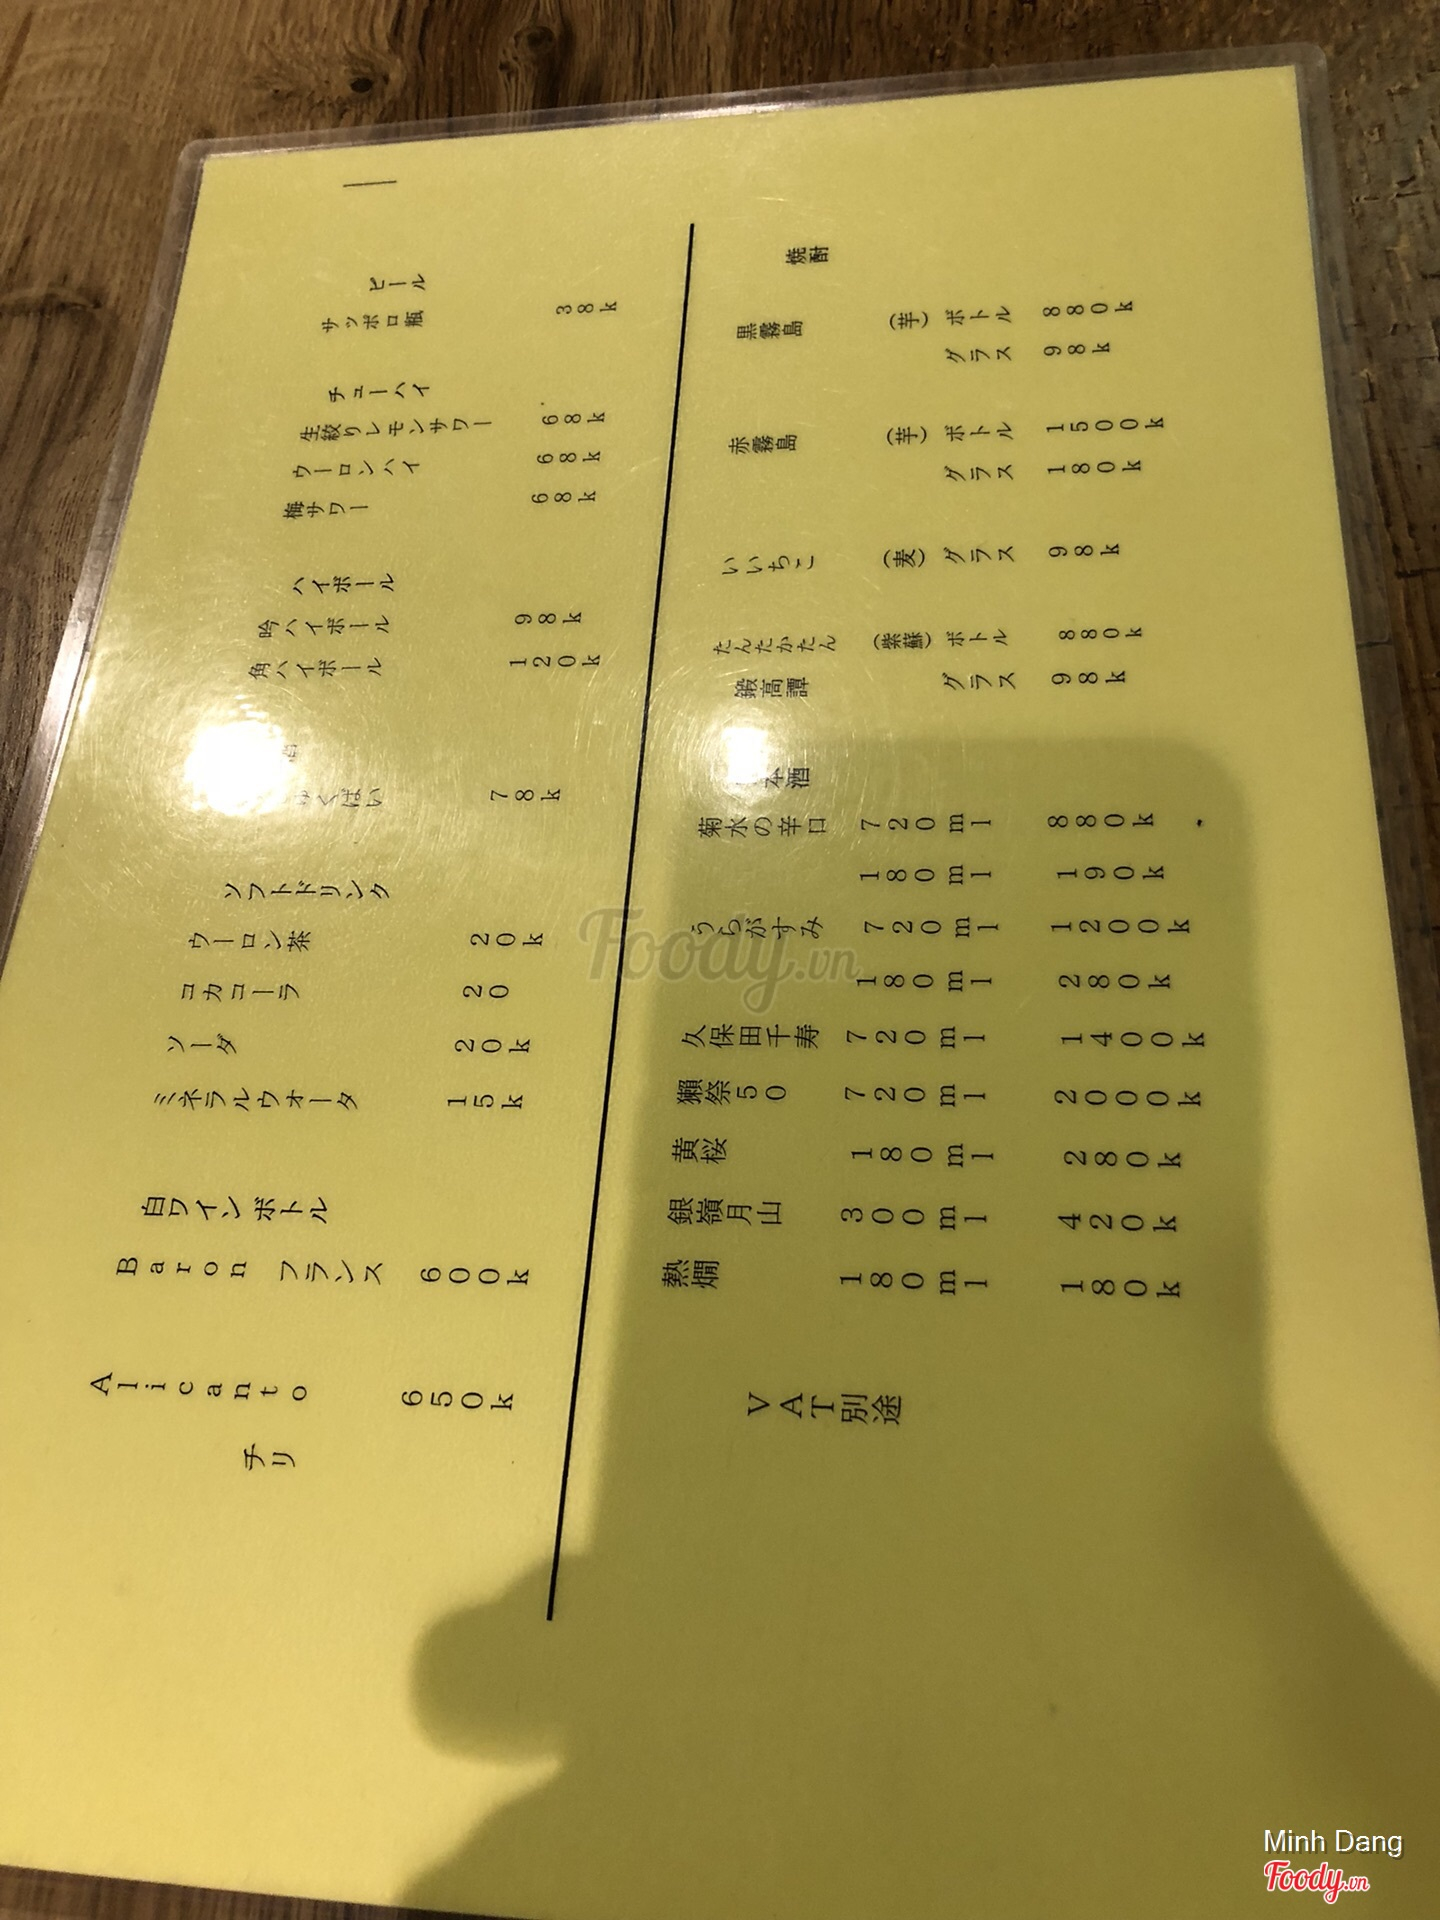 ビール
サッポロ瓶 38k
チューハイ
生絞りレモンサワー 68k
ウーロンハイ 68k
梅サワー 68k
ハイボール
吟ハイボール 98k
角ハイボール 120k
78k
ソフトドリンク
ウーロン茶 20k
コカコーラ 20
ソーダ 20k
ミネラルウオータ 15k
白ワインボトル
Baron フランス 600k
Alicanto 650k
チリ
焼酎
黒霧島 (芋) ボトル 880k
グラス 98k
赤霧島 (芋) ボトル 1500k
グラス 180k
いいちこ (麦) グラス 98k
たんたかたん (紫蘇) ボトル 880k
鍛高譚 グラス 98k
本酒
菊水の辛口 720ml 880k
180ml 190k
うらがすみ 720ml 1200k
180ml 280k
久保田千寿 720ml 1400k
獺祭50 720ml 2000k
黄桜 180ml 280k
銀嶺月山 300ml 420k
熱燗 180ml 180k
VAT別途
Foody.vn
Minh Dang
Foody.vn